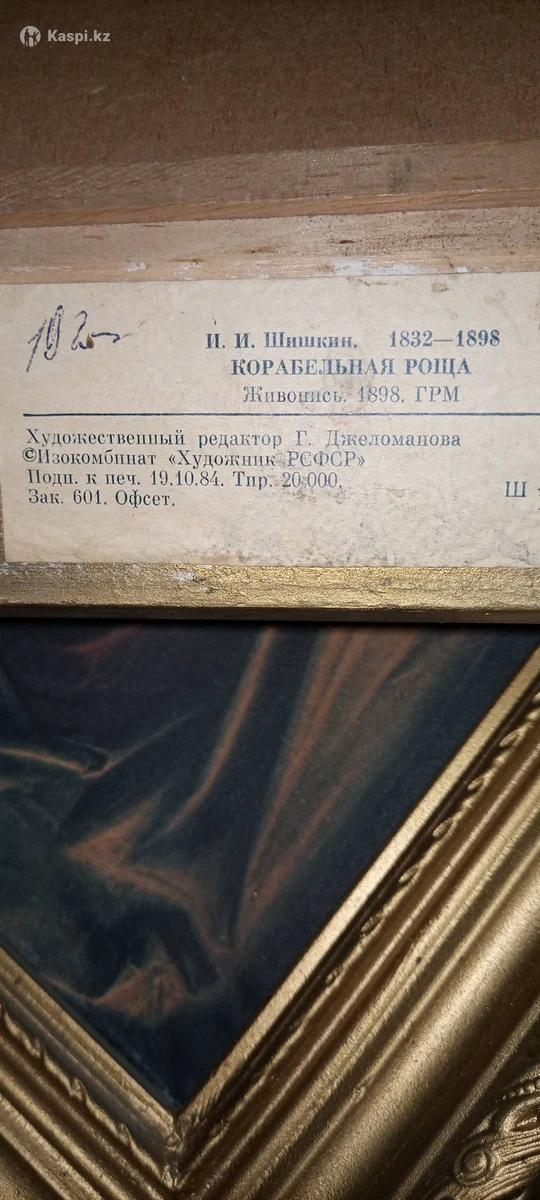 Kaspi.kz
И. И. Шишкин. 1832—1898
КОРАБЕЛЬНАЯ РОЩА
Живопись. 1898. ГРМ
Художественный редактор Г. Джеломанова
©Изокомбинат «Художник РСФСР»
Подп. к печ. 19.10.84. Тир. 20 000.
Зак. 601. Офсет.
Ш